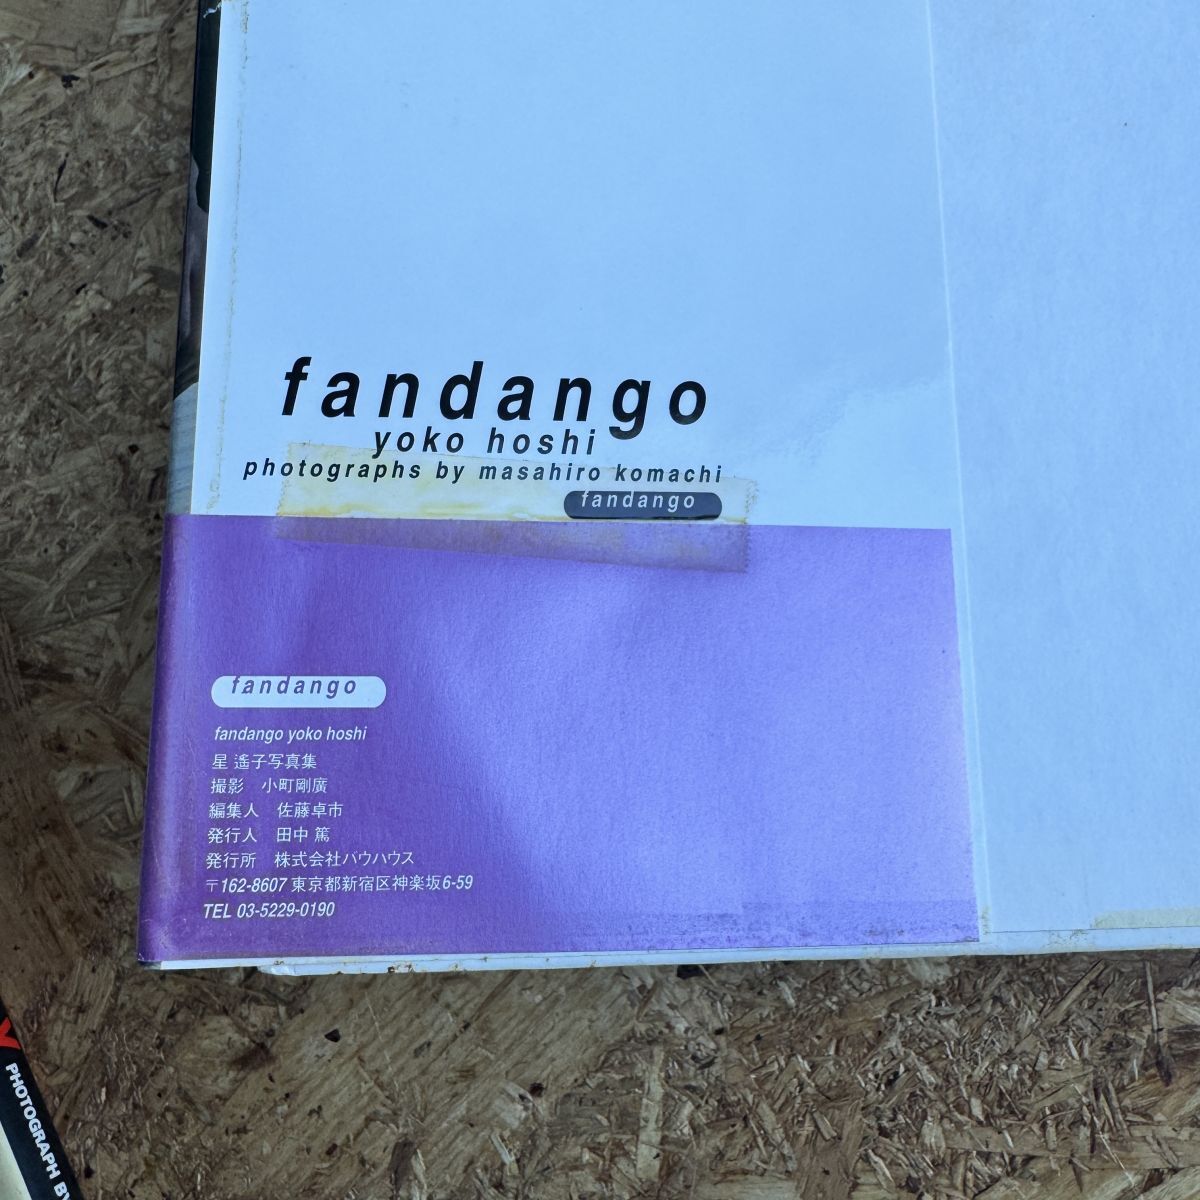 fandango
yoko hoshi
photographs by masahiro komachi
fandango
fandango
fandango yoko hoshi
星 遙子写真集
撮影 小町剛廣
編集人 佐藤卓市
発行人 田中 篤
発行所 株式会社バウハウス
〒162-8607 東京都新宿区神楽坂6-59
TEL 03-5229-0190
PHOTOGRAPH BY